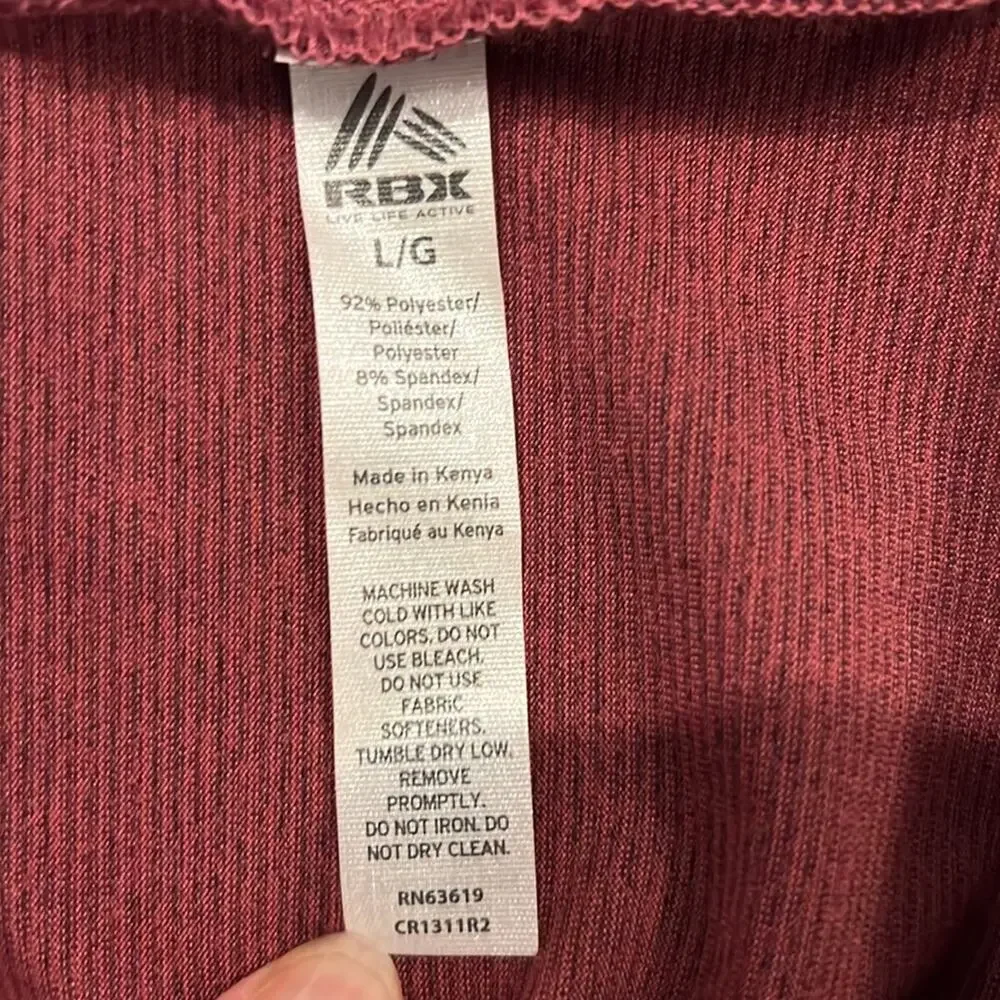 RBX
LIVE LIFE ACTIVE
L/G
92% Polyester/
Poliéster/
Polyester
8% Spandex/
Spandex/
Spandex
Made in Kenya
Hecho en Kenia
Fabriqué au Kenya
MACHINE WASH
COLD WITH LIKE
COLORS. DO NOT
USE BLEACH.
DO NOT USE
FABRIC
SOFTENERS.
TUMBLE DRY LOW.
REMOVE
PROMPTLY.
DO NOT IRON. DO
NOT DRY CLEAN.
RN63619
CR1311R2